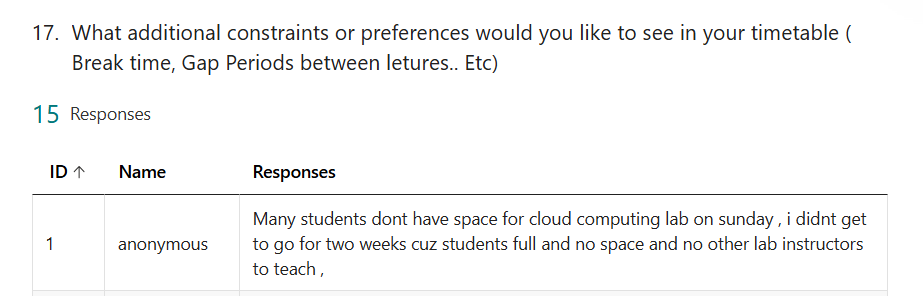 17. What additional constraints or preferences would you like to see in your timetable (
Break time, Gap Periods between letures.. Etc)
15 Responses
ID ↑ Name Responses
Many students dont have space for cloud computing lab on sunday , i didnt get
1 anonymous to go for two weeks cuz students full and no space and no other lab instructors
to teach ,